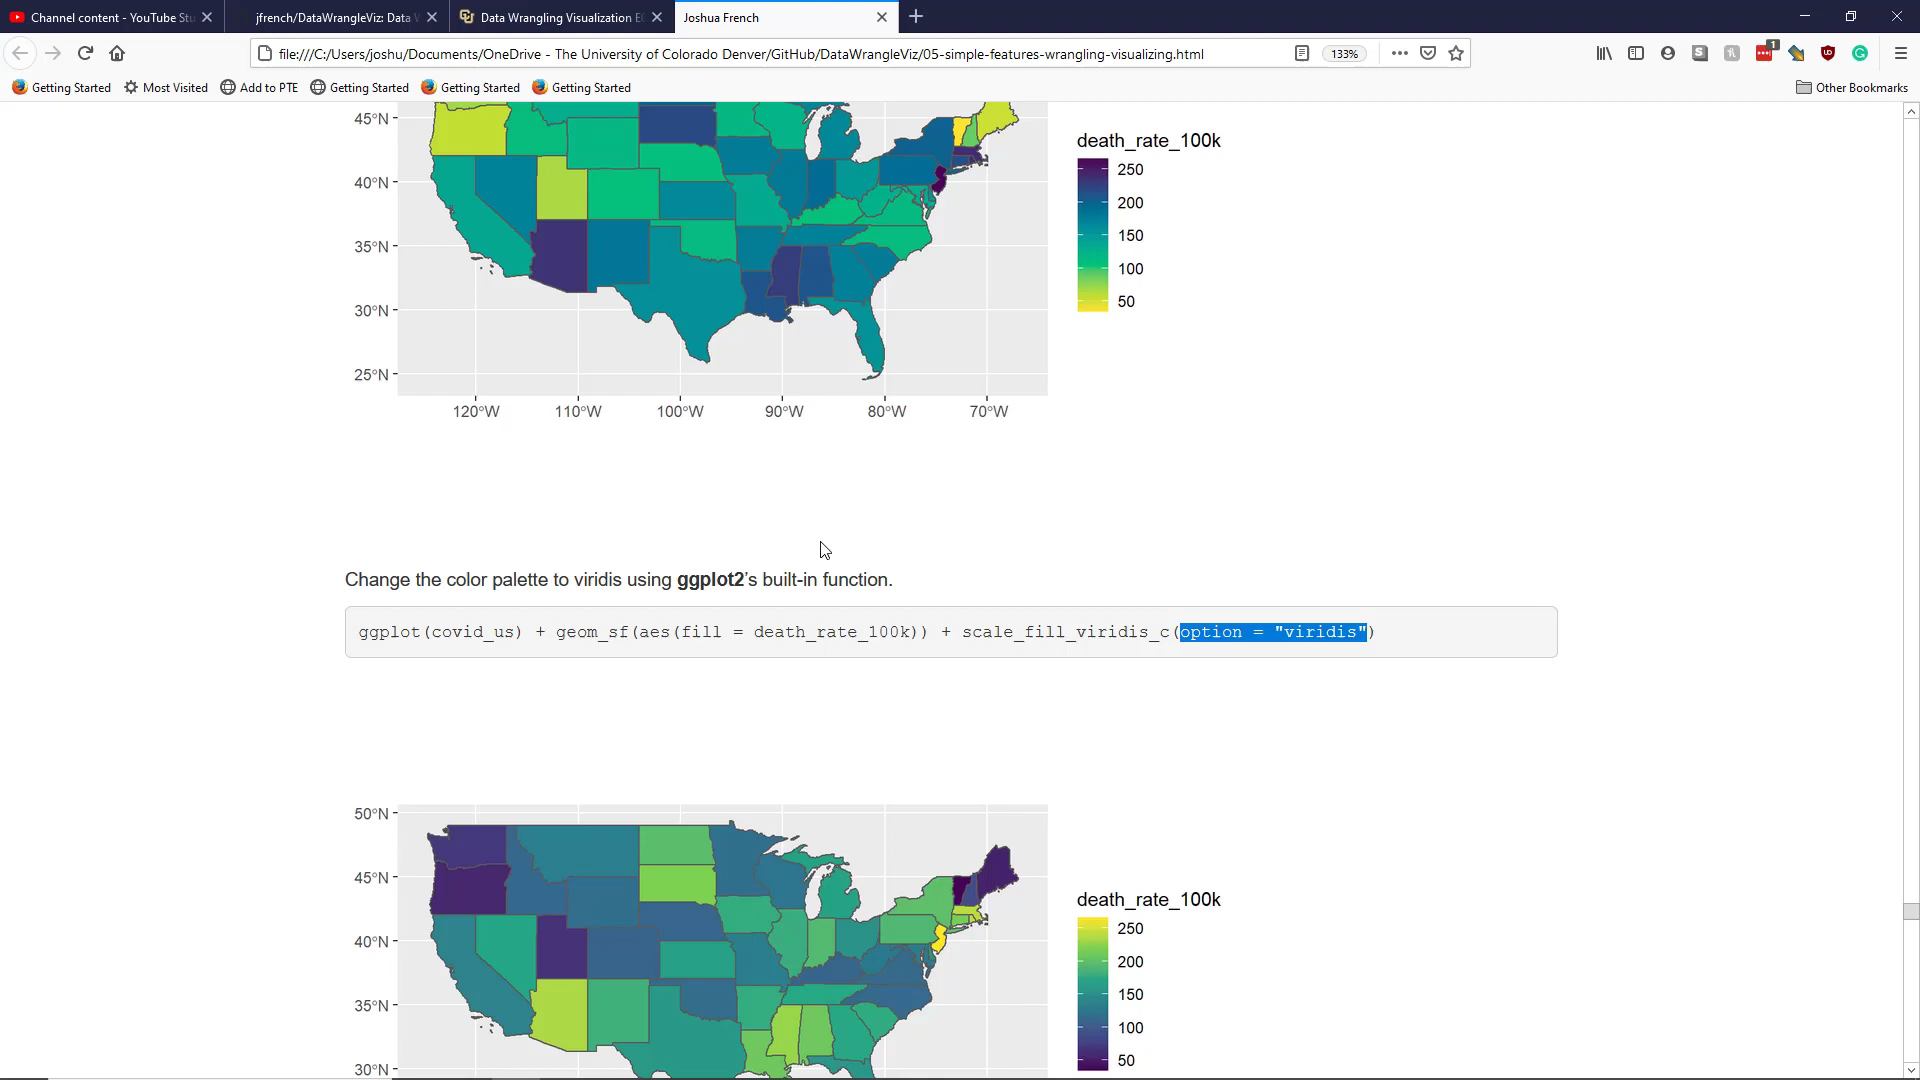 Channel content - YouTube Stu
jfrench/DataWrangleViz: Data W
Data Wrangling Visualization EC
Joshua French
file:///C:/Users/joshu/Documents/OneDrive - The University of Colorado Denver/GitHub/DataWrangleViz/05-simple-features-wrangling-visualizing.html
133%
1
Getting Started
Most Visited
Add to PTE
Getting Started
Getting Started
Getting Started
Other Bookmarks
45°N
40°N
35°N
30°N
25°N
120°W 110°W 100°W 90°W 80°W 70°W
death_rate_100k
250
200
150
100
50
Change the color palette to viridis using ggplot2’s built-in function.
ggplot(covid_us) + geom_sf(aes(fill = death_rate_100k)) + scale_fill_viridis_c(option = "viridis")
50°N
45°N
40°N
35°N
30°N
death_rate_100k
250
200
150
100
50